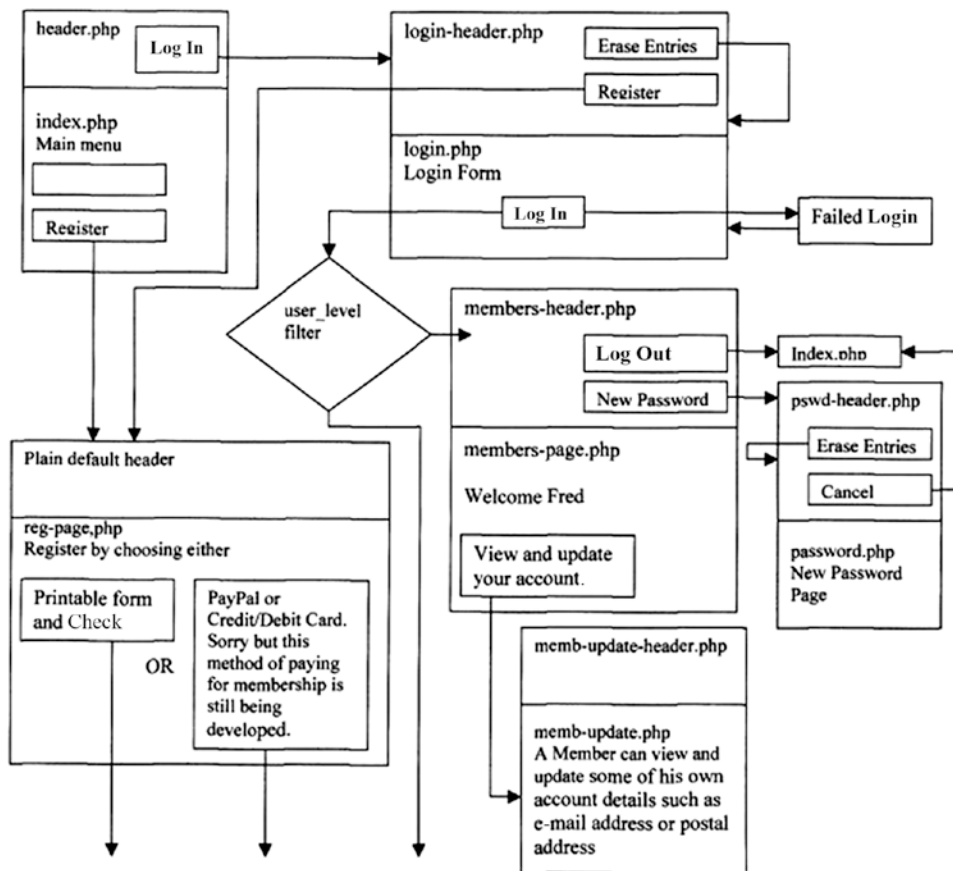 header.php
Log In
index.php
Main menu
Register
login-header.php
Erase Entries
Register
login.php
Login Form
Log In
Failed Login
user_level
filter
members-header.php
Log Out
New Password
Index.php
pswd-header.php
Erase Entries
Cancel
password.php
New Password
Page
members-page.php
Welcome Fred
View and update
your account.
Plain default header
reg-page,php
Register by choosing either
Printable form
and Check
OR
PayPal or
Credit/Debit Card.
Sorry but this
method of paying
for membership is
still being
developed.
memb-update-header.php
memb-update.php
A Member can view and
update some of his own
account details such as
e-mail address or postal
address